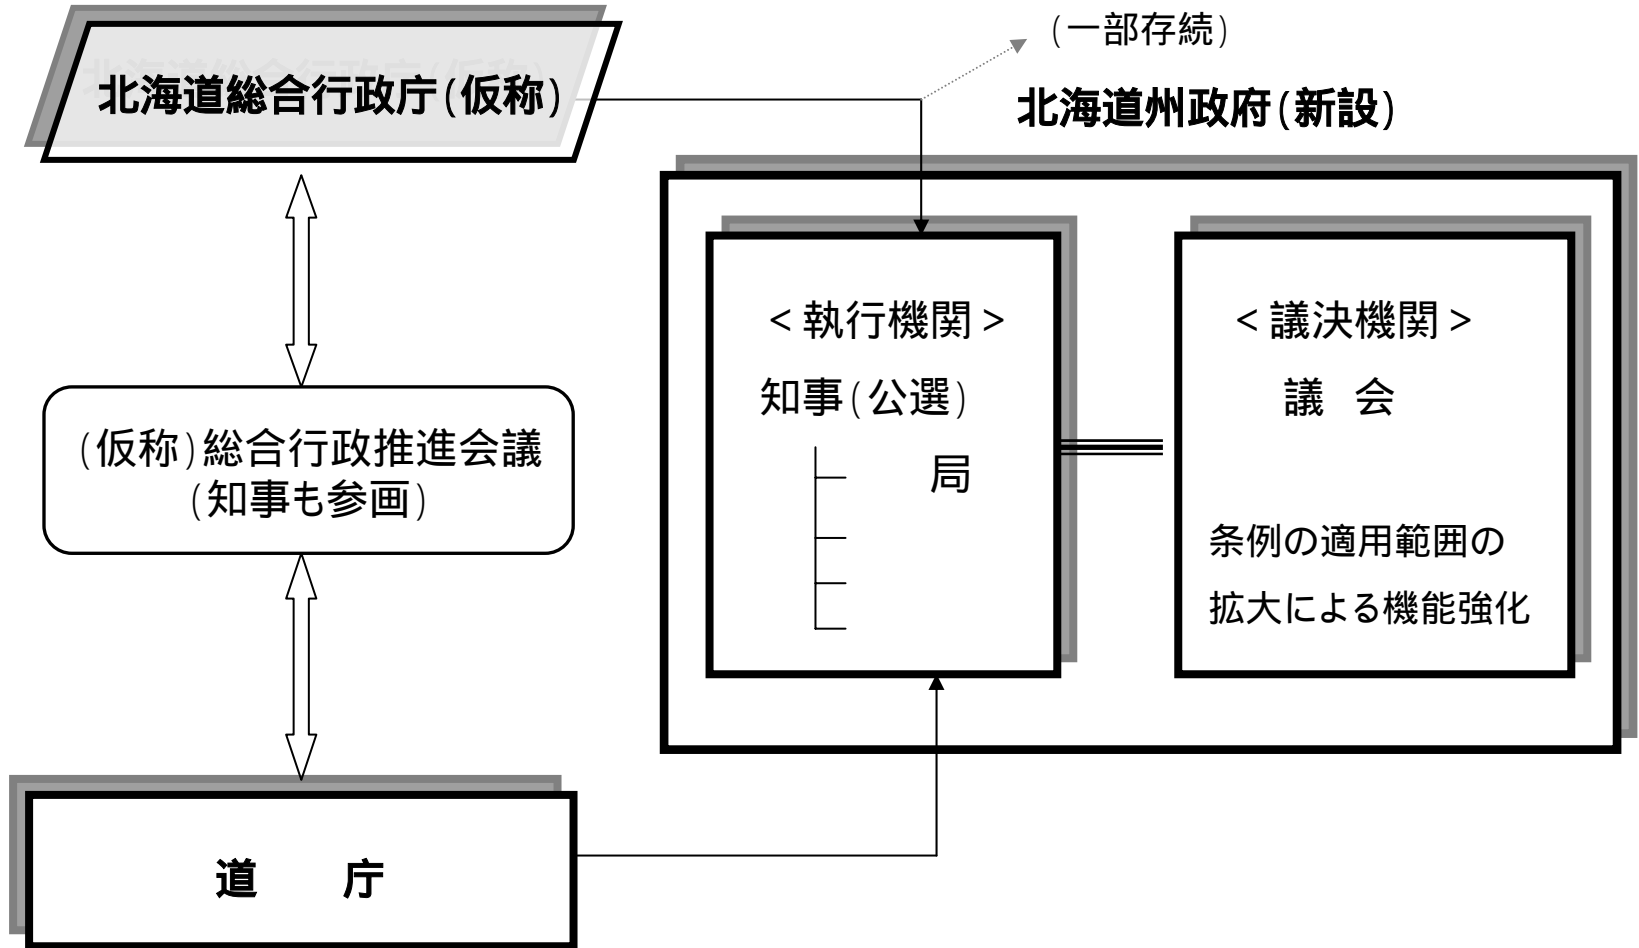 (一部存続)
北海道総合行政庁(仮称)
北海道州政府(新設)
<執行機関>
知事(公選)
局
<議決機関>
議 会
条例の適用範囲の
拡大による機能強化
(仮称)総合行政推進会議
(知事も参画)
道 庁